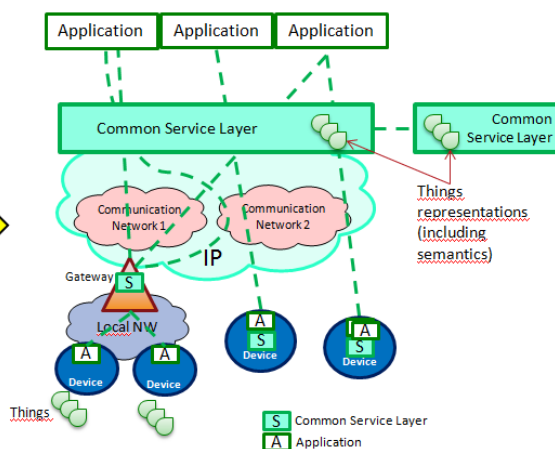 Application
Application
Application
Common Service Layer
Common
Service Layer
Things
representations
(including
semantics)
Communication
Network 1
Communication
Network 2
IP
Gateway
S
Local NW
A
Device
A
Device
A
S
Device
A
S
Device
Things
S
Common Service Layer
A
Application